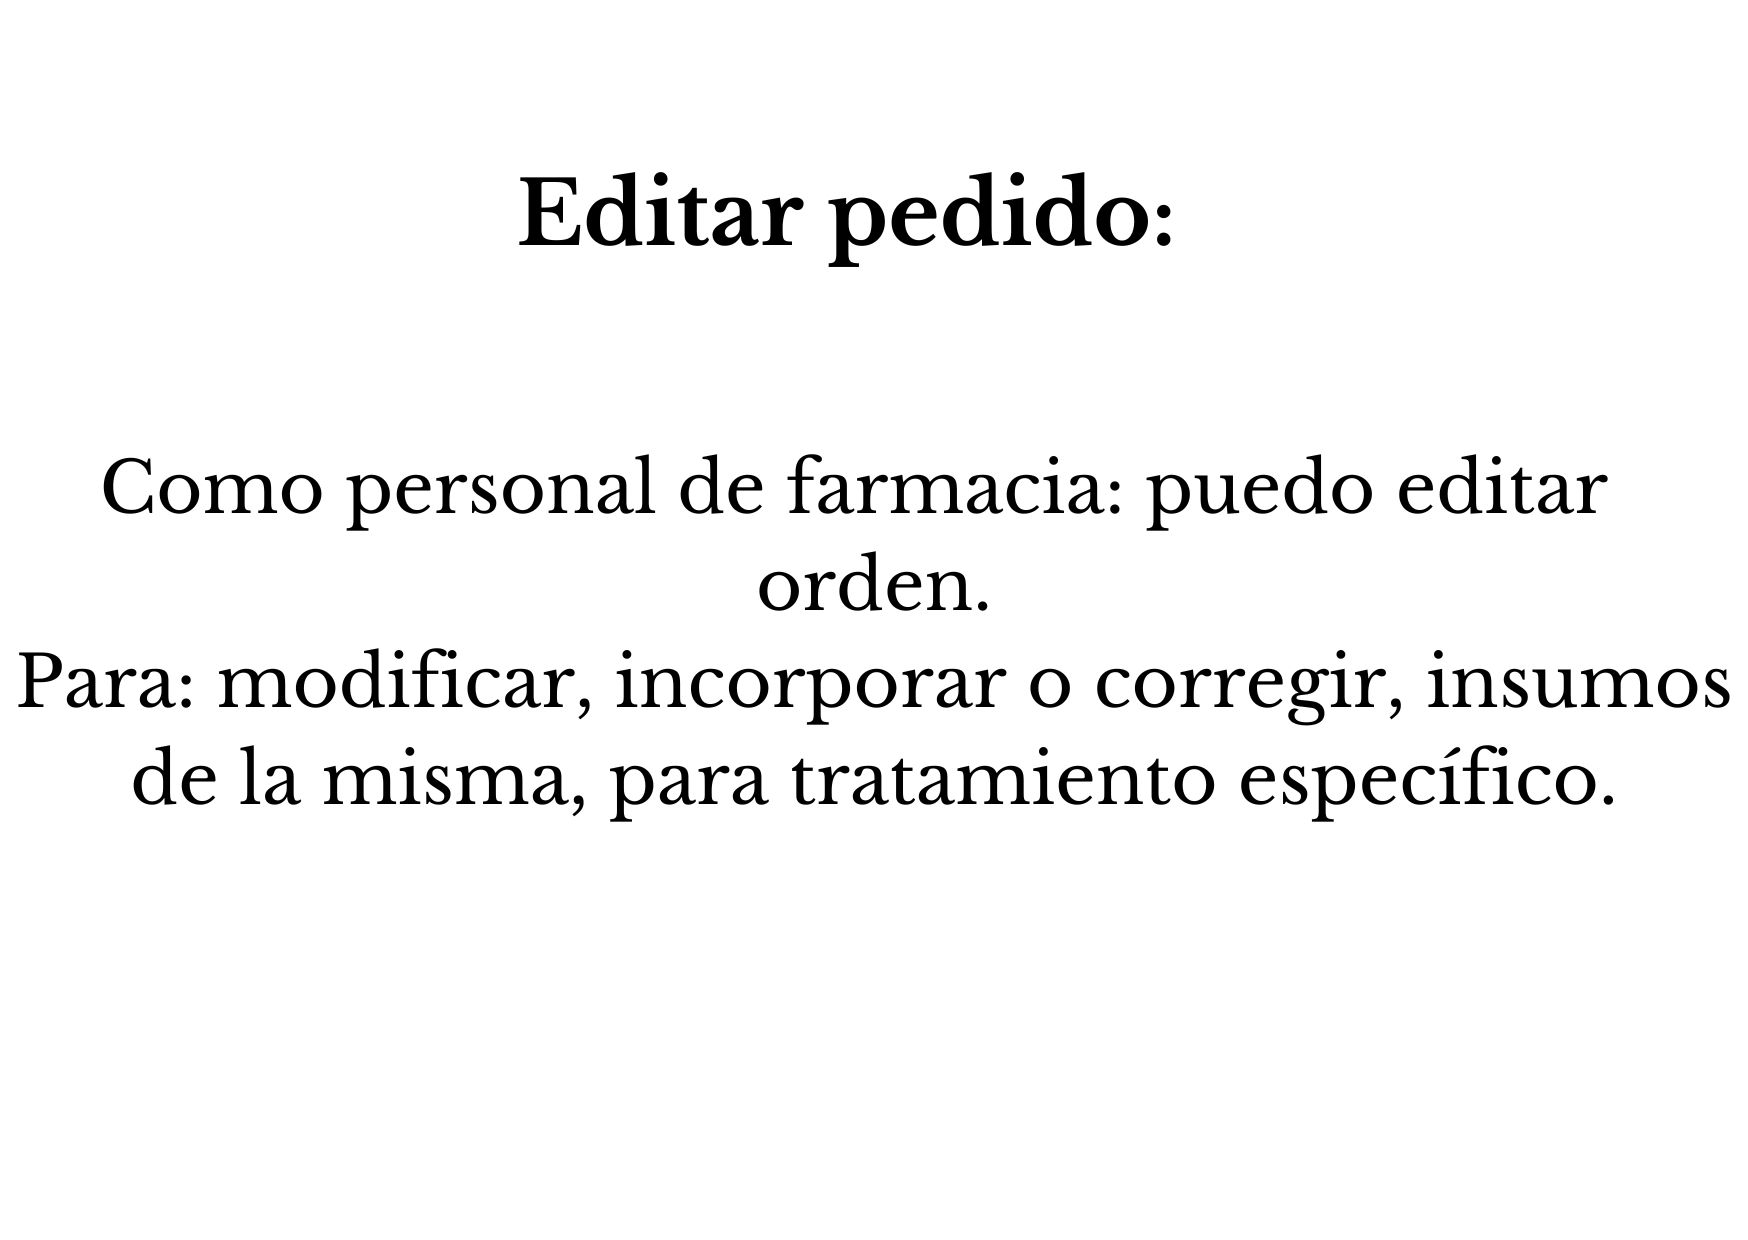 Editar pedido:
Como personal de farmacia: puedo editar
orden.
Para: modificar, incorporar o corregir, insumos
de la misma, para tratamiento específico.